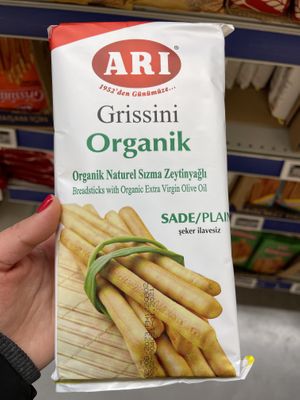 ARI
1952'den Günümüze...
Grissini
Organik
Organik Naturel Sızma Zeytinyağlı
Breadsticks with Organic Extra Virgin Olive Oil
SADE/PLAIN
şeker ilavesiz